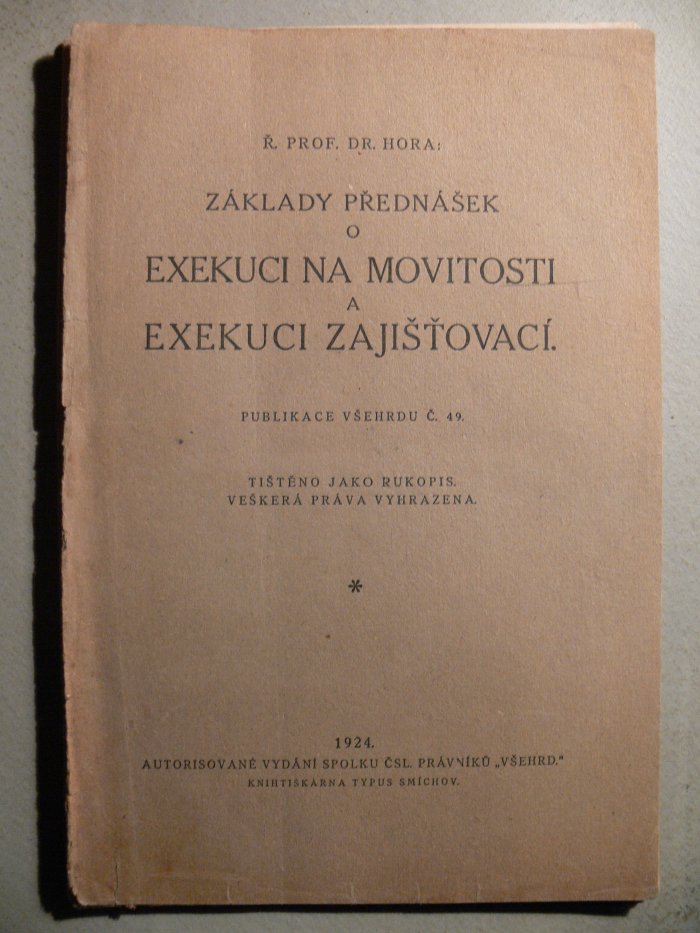 Ř. PROF. DR. HORA:
ZÁKLADY PŘEDNÁŠEK
O
EXEKUCI NA MOVITOSTI
A
EXEKUCI ZAJIŠŤOVACÍ.
PUBLIKACE VŠEHRDU Č. 49.
TIŠTĚNO JAKO RUKOPIS.
VEŠKERÁ PRÁVA VYHRAZENA.
*
1924.
AUTORISOVANÉ VYDÁNÍ SPOLKU ČSL. PRÁVNÍKŮ „VŠEHRD."
KNIHTISKÁRNA TYPUS SMÍCHOV.